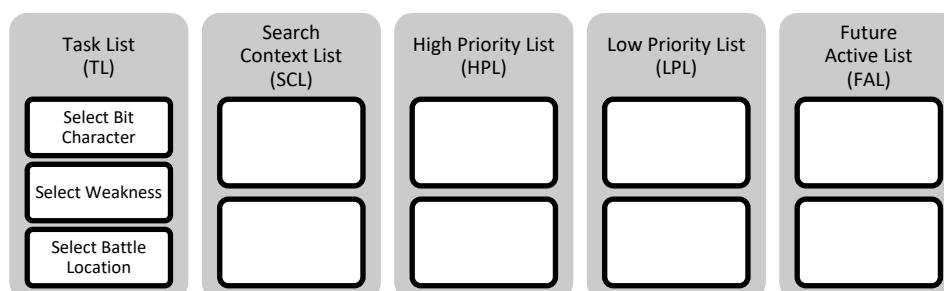 Task List
(TL)
Select Bit
Character
Select Weakness
Select Battle
Location
Search
Context List
(SCL)
High Priority List
(HPL)
Low Priority List
(LPL)
Future
Active List
(FAL)